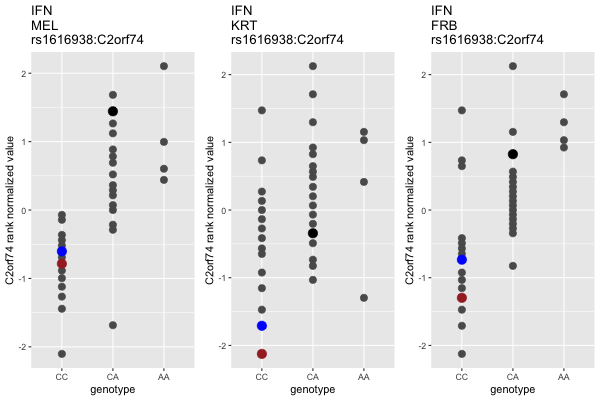 IFN
MEL
rs1616938:C2orf74
C2orf74 rank normalized value
2
1
0
-1
-2
CC CA AA
genotype
IFN
KRT
rs1616938:C2orf74
C2orf74 rank normalized value
2
1
0
-1
-2
CC CA AA
genotype
IFN
FRB
rs1616938:C2orf74
C2orf74 rank normalized value
2
1
0
-1
-2
CC CA AA
genotype